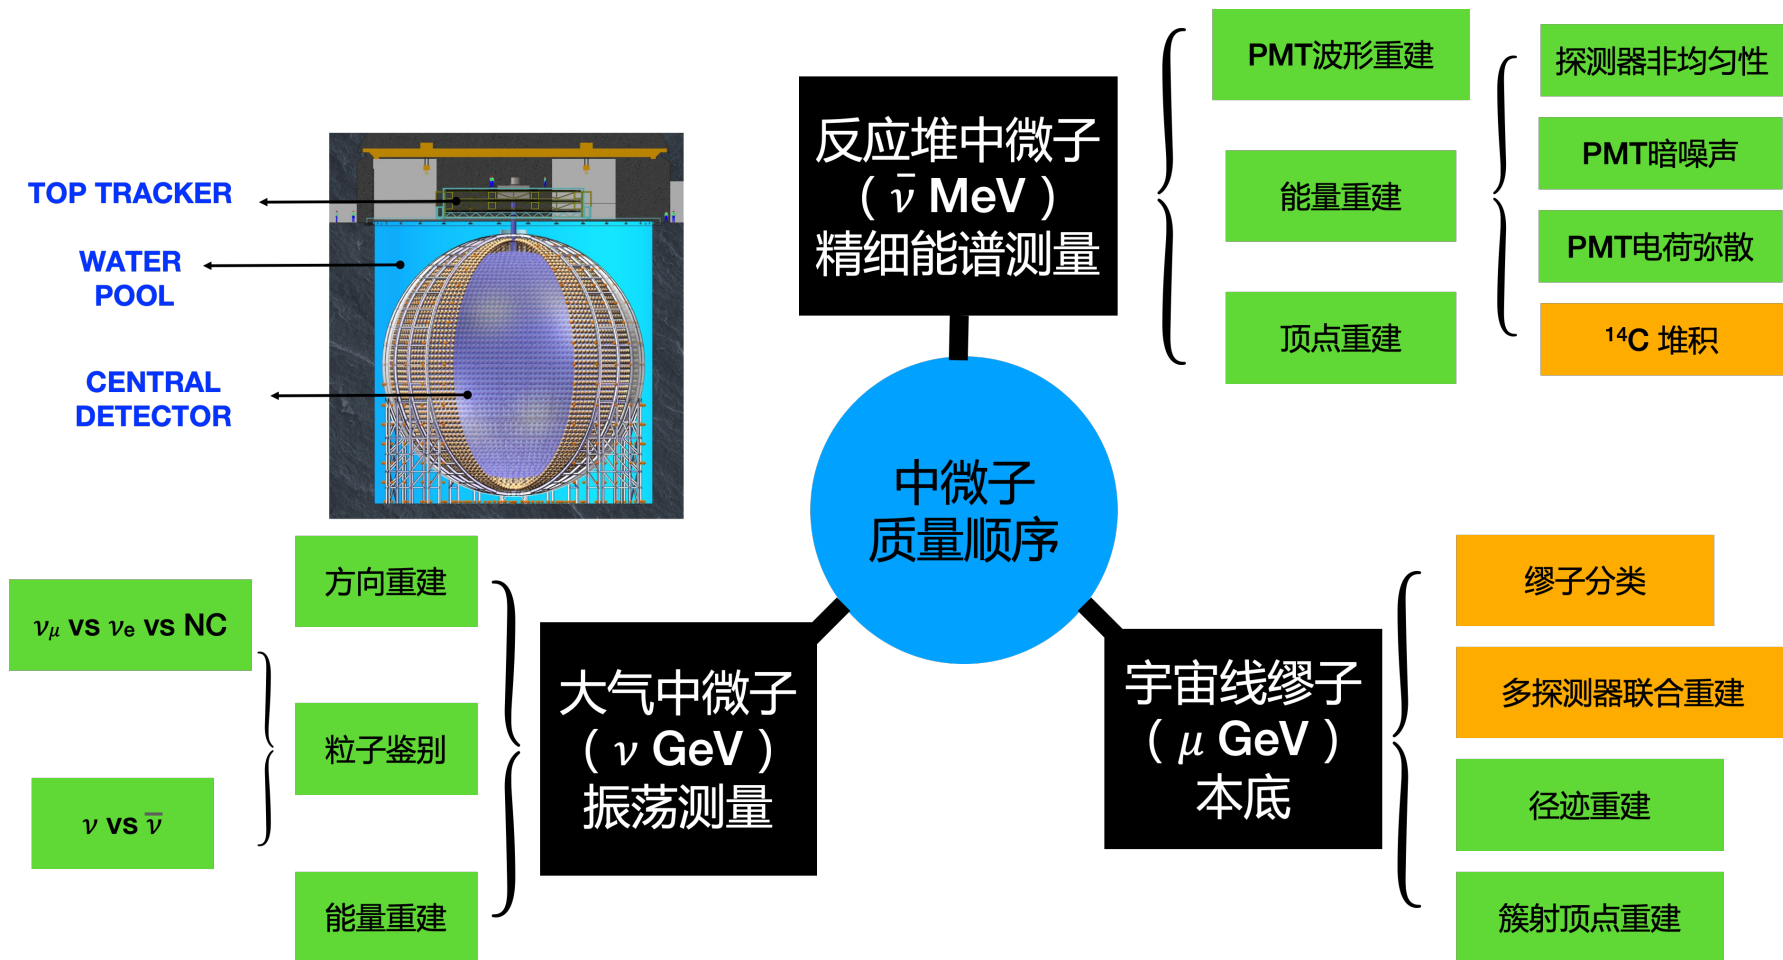 TOP TRACKER
WATER
POOL
CENTRAL
DETECTOR
反应堆中微子
（ ν̄ MeV ）
精细能谱测量
PMT波形重建
能量重建
顶点重建
探测器非均匀性
PMT暗噪声
PMT电荷弥散
¹⁴C 堆积
中微子
质量顺序
大气中微子
（ ν GeV ）
振荡测量
方向重建
粒子鉴别
能量重建
νμ vs νe vs NC
ν vs ν̄
宇宙线缪子
（ μ GeV ）
本底
缪子分类
多探测器联合重建
径迹重建
簇射顶点重建